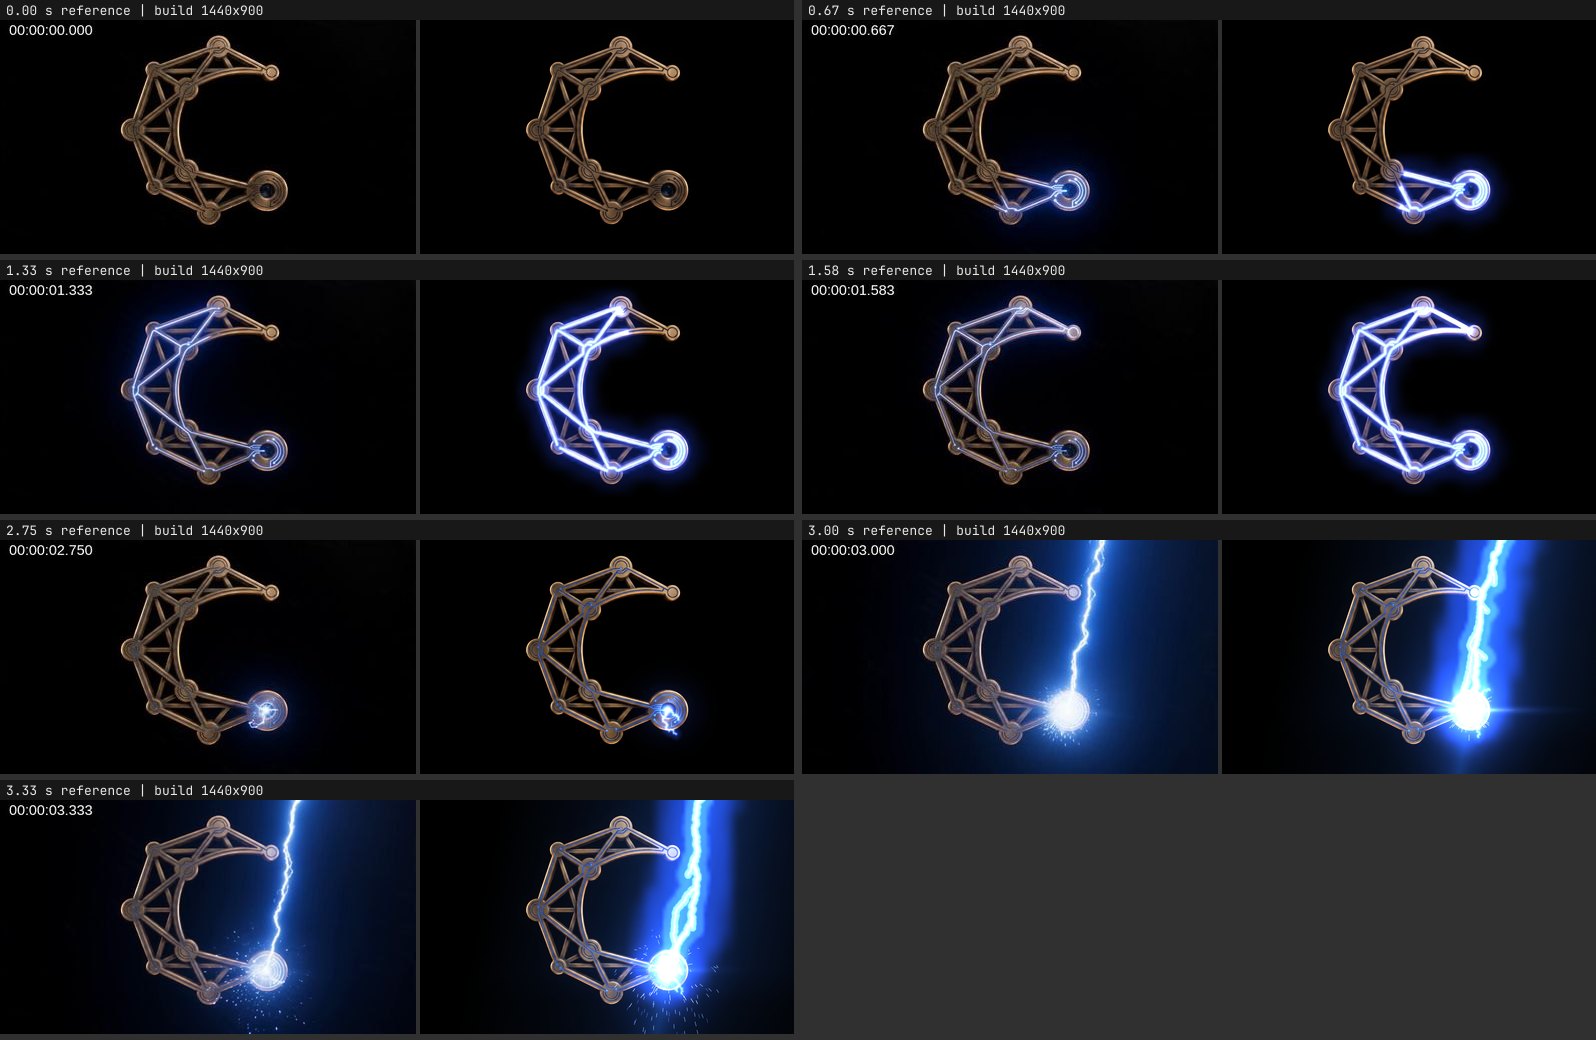 0.00 s reference | build 1440x900
00:00:00.000
0.67 s reference | build 1440x900
00:00:00.667
1.33 s reference | build 1440x900
00:00:01.333
1.58 s reference | build 1440x900
00:00:01.583
2.75 s reference | build 1440x900
00:00:02.750
3.00 s reference | build 1440x900
00:00:03.000
3.33 s reference | build 1440x900
00:00:03.333